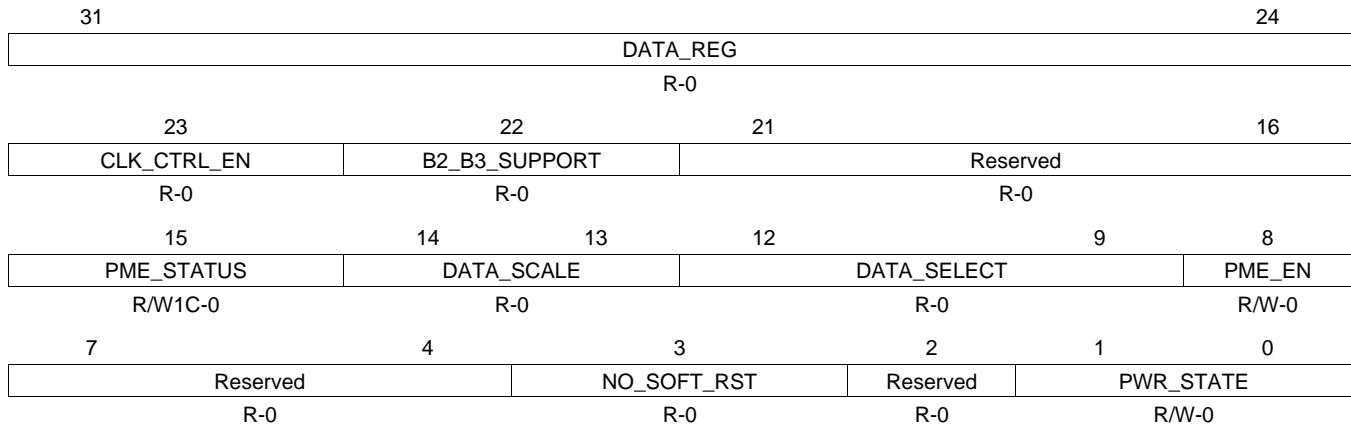 31 24
DATA_REG
R-0
23 22 21 16
CLK_CTRL_EN B2_B3_SUPPORT Reserved
R-0 R-0 R-0
15 14 13 12 9 8
PME_STATUS DATA_SCALE DATA_SELECT PME_EN
R/W1C-0 R-0 R-0 R/W-0
7 4 3 2 1 0
Reserved NO_SOFT_RST Reserved PWR_STATE
R-0 R-0 R-0 R/W-0